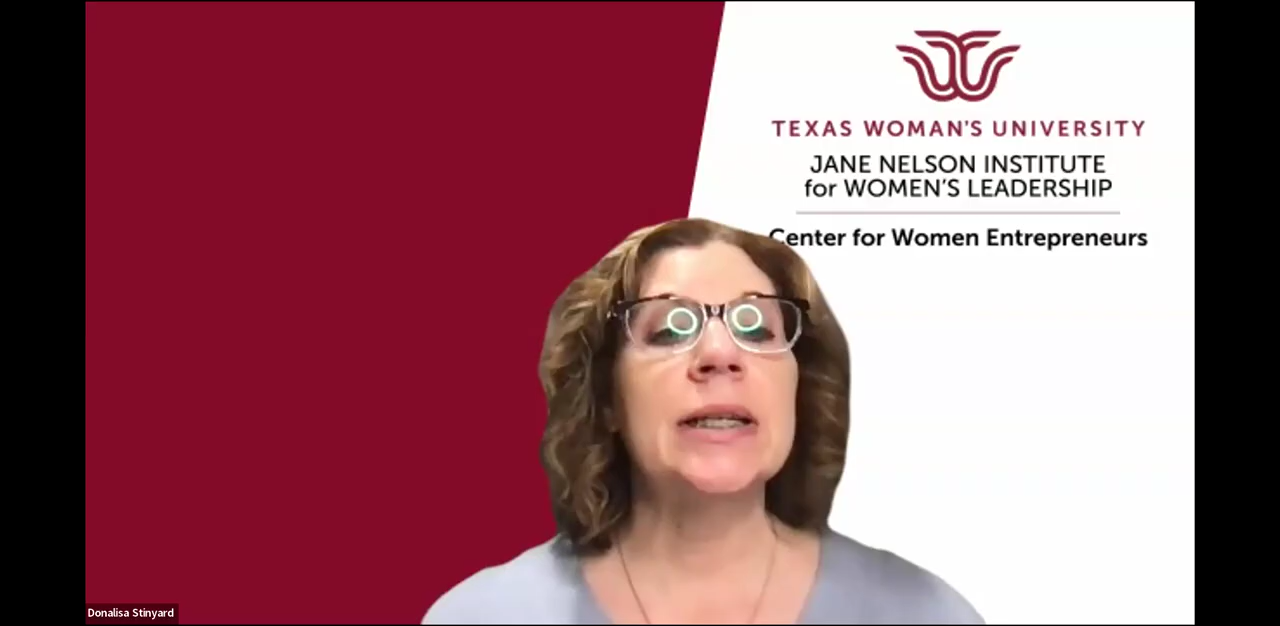 TEXAS WOMAN'S UNIVERSITY
JANE NELSON INSTITUTE
for WOMEN'S LEADERSHIP
Center for Women Entrepreneurs
Donalisa Stinyard